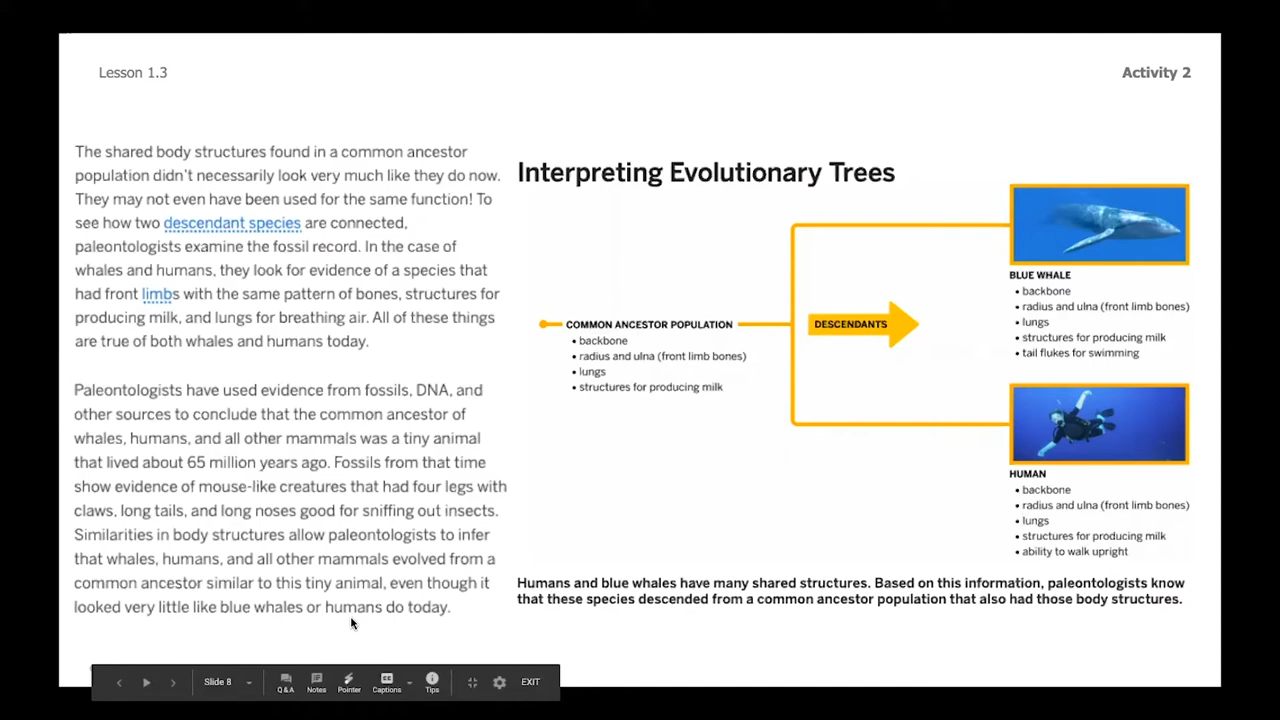 Lesson 1.3
Activity 2
The shared body structures found in a common ancestor
population didn't necessarily look very much like they do now.
They may not even have been used for the same function! To
see how two descendant species are connected,
paleontologists examine the fossil record. In the case of
whales and humans, they look for evidence of a species that
had front limbs with the same pattern of bones, structures for
producing milk, and lungs for breathing air. All of these things
are true of both whales and humans today.
Paleontologists have used evidence from fossils, DNA, and
other sources to conclude that the common ancestor of
whales, humans, and all other mammals was a tiny animal
that lived about 65 million years ago. Fossils from that time
show evidence of mouse-like creatures that had four legs with
claws, long tails, and long noses good for sniffing out insects.
Similarities in body structures allow paleontologists to infer
that whales, humans, and all other mammals evolved from a
common ancestor similar to this tiny animal, even though it
looked very little like blue whales or humans do today.
Interpreting Evolutionary Trees
COMMON ANCESTOR POPULATION
• backbone
• radius and ulna (front limb bones)
• lungs
• structures for producing milk
DESCENDANTS
BLUE WHALE
• backbone
• radius and ulna (front limb bones)
• lungs
• structures for producing milk
• tail flukes for swimming
HUMAN
• backbone
• radius and ulna (front limb bones)
• lungs
• structures for producing milk
• ability to walk upright
Humans and blue whales have many shared structures. Based on this information, paleontologists know
that these species descended from a common ancestor population that also had those body structures.
Slide 8
Q&A
Notes
Pointer
Captions
Tips
EXIT